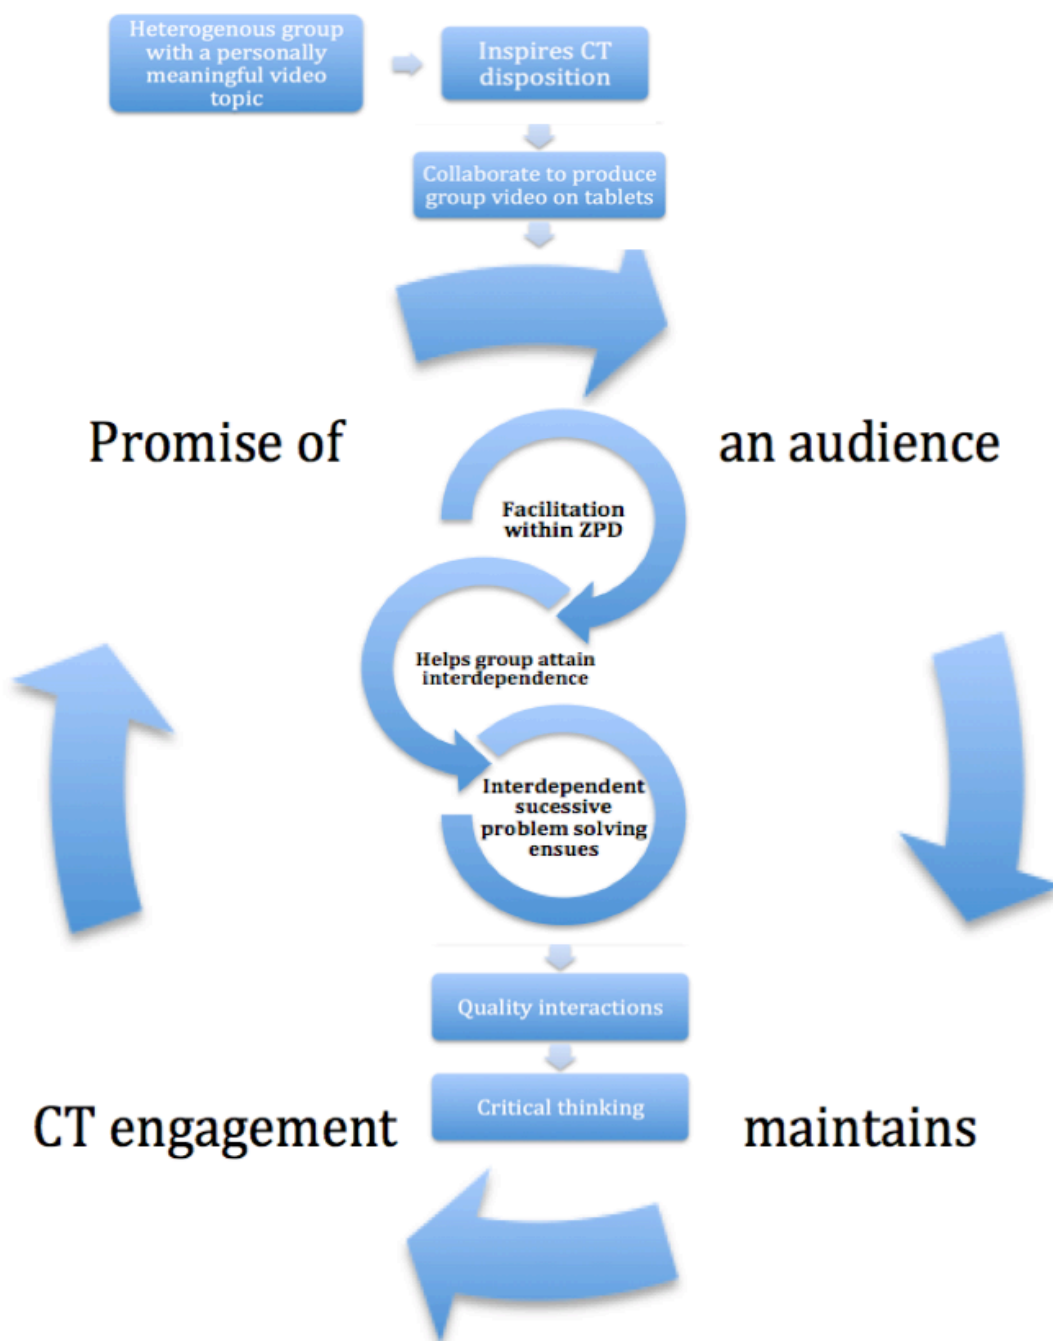 Heterogenous group
with a personally
meaningful video
topic
Inspires CT
disposition
Collaborate to produce
group video on tablets
Promise of
an audience
Facilitation
within ZPD
Helps group attain
interdependence
Interdependent
sucessive
problem solving
ensues
Quality interactions
Critical thinking
CT engagement
maintains